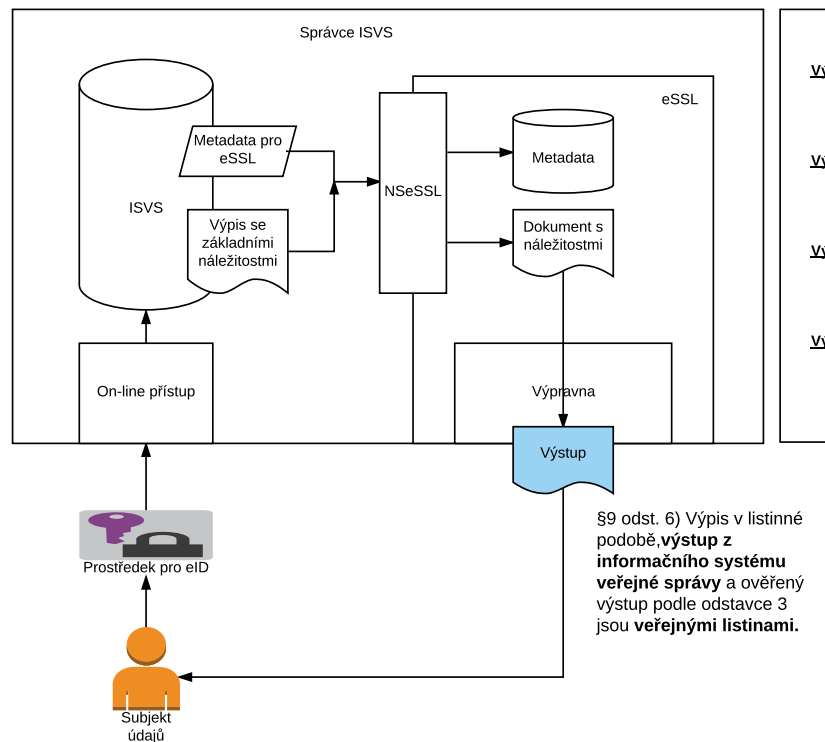 Správce ISVS
eSSL
Metadata pro
eSSL
Metadata
NSeSSL
ISVS
Výpis se
základními
náležitostmi
Dokument s
náležitostmi
On-line přístup
Výpravna
Výstup
Prostředek pro eID
§9 odst. 6) Výpis v listinné
podobě,výstup z
informačního systému
veřejné správy a ověřený
výstup podle odstavce 3
jsou veřejnými listinami.
Subjekt
údajů